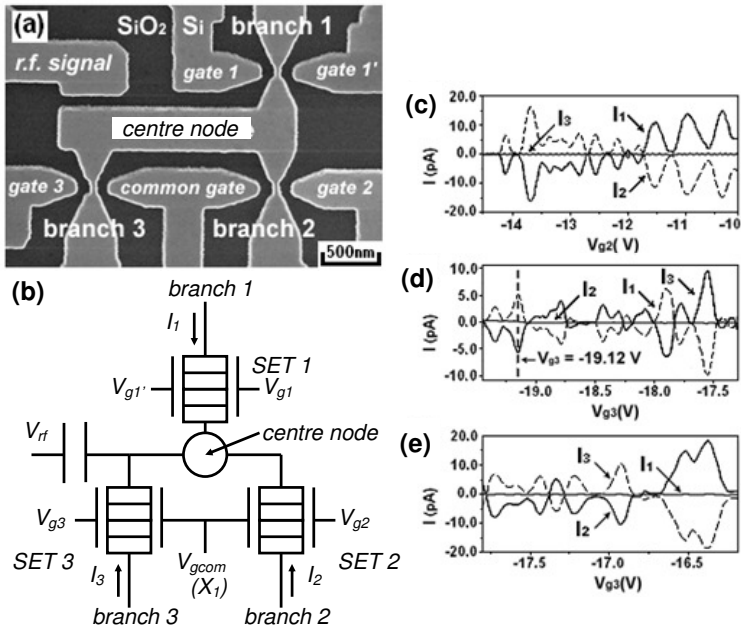 (a)
SiO2 Si branch 1
r.f. signal
gate 1
gate 1'
centre node
gate 3
common gate
gate 2
branch 3
branch 2
500nm
(b)
branch 1
I1
SET 1
Vg1'
Vg1
Vrf
centre node
Vg3
Vg2
SET 3
SET 2
I3
Vgcom
(X1)
I2
branch 3
branch 2
(c)
20.0
10.0
0.0
-10.0
-20.0
I (pA)
I3
I1
I2
-14 -13 -12 -11 -10
Vg2( V)
(d)
10.0
5.0
0.0
-5.0
-10.0
I (pA)
I2
I1
I3
Vg3 = -19.12 V
-19.0 -18.5 -18.0 -17.5
Vg3(V)
(e)
20.0
10.0
0.0
-10.0
-20.0
I (pA)
I3
I1
I2
-17.5 -17.0 -16.5
Vg3(V)